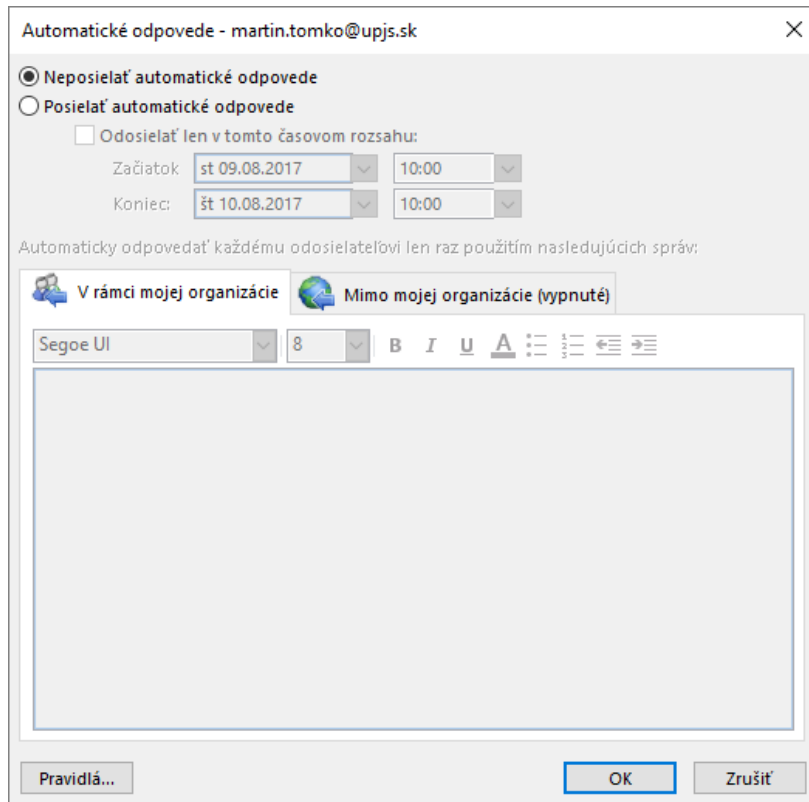 Automatické odpovede - martin.tomko@upjs.sk
Neposielať automatické odpovede
Posielať automatické odpovede
Odosielať len v tomto časovom rozsahu:
Začiatok st 09.08.2017 10:00
Koniec: št 10.08.2017 10:00
Automaticky odpovedať každému odosielateľovi len raz použitím nasledujúcich správ:
V rámci mojej organizácie Mimo mojej organizácie (vypnuté)
Segoe UI 8 B I U A
Pravidlá... OK Zrušiť